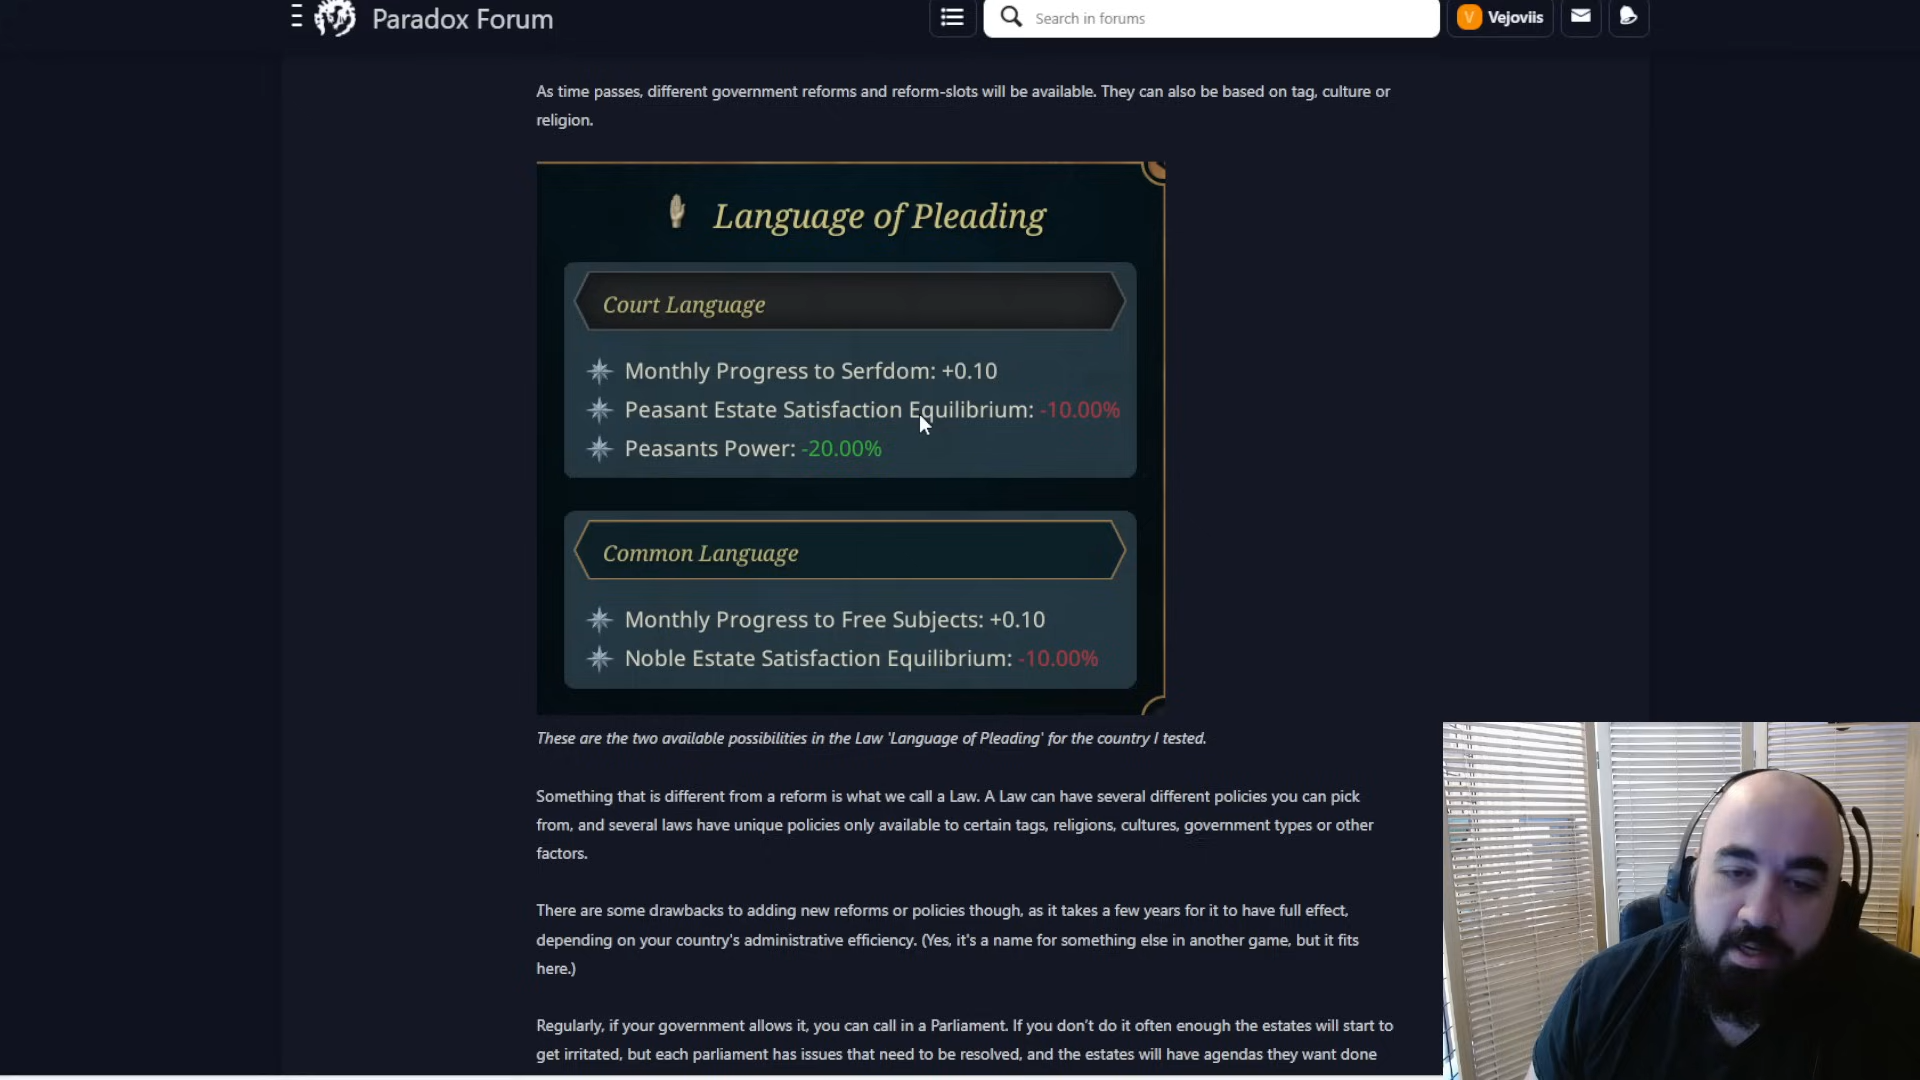 Paradox Forum
Search in forums
V Vejoviis
As time passes, different government reforms and reform-slots will be available. They can also be based on tag, culture or
religion.
Language of Pleading
Court Language
Monthly Progress to Serfdom: +0.10
Peasant Estate Satisfaction Equilibrium: -10.00%
Peasants Power: -20.00%
Common Language
Monthly Progress to Free Subjects: +0.10
Noble Estate Satisfaction Equilibrium: -10.00%
These are the two available possibilities in the Law 'Language of Pleading' for the country I tested.
Something that is different from a reform is what we call a Law. A Law can have several different policies you can pick
from, and several laws have unique policies only available to certain tags, religions, cultures, government types or other
factors.
There are some drawbacks to adding new reforms or policies though, as it takes a few years for it to have full effect,
depending on your country's administrative efficiency. (Yes, it's a name for something else in another game, but it fits
here.)
Regularly, if your government allows it, you can call in a Parliament. If you don't do it often enough the estates will start to
get irritated, but each parliament has issues that need to be resolved, and the estates will have agendas they want done